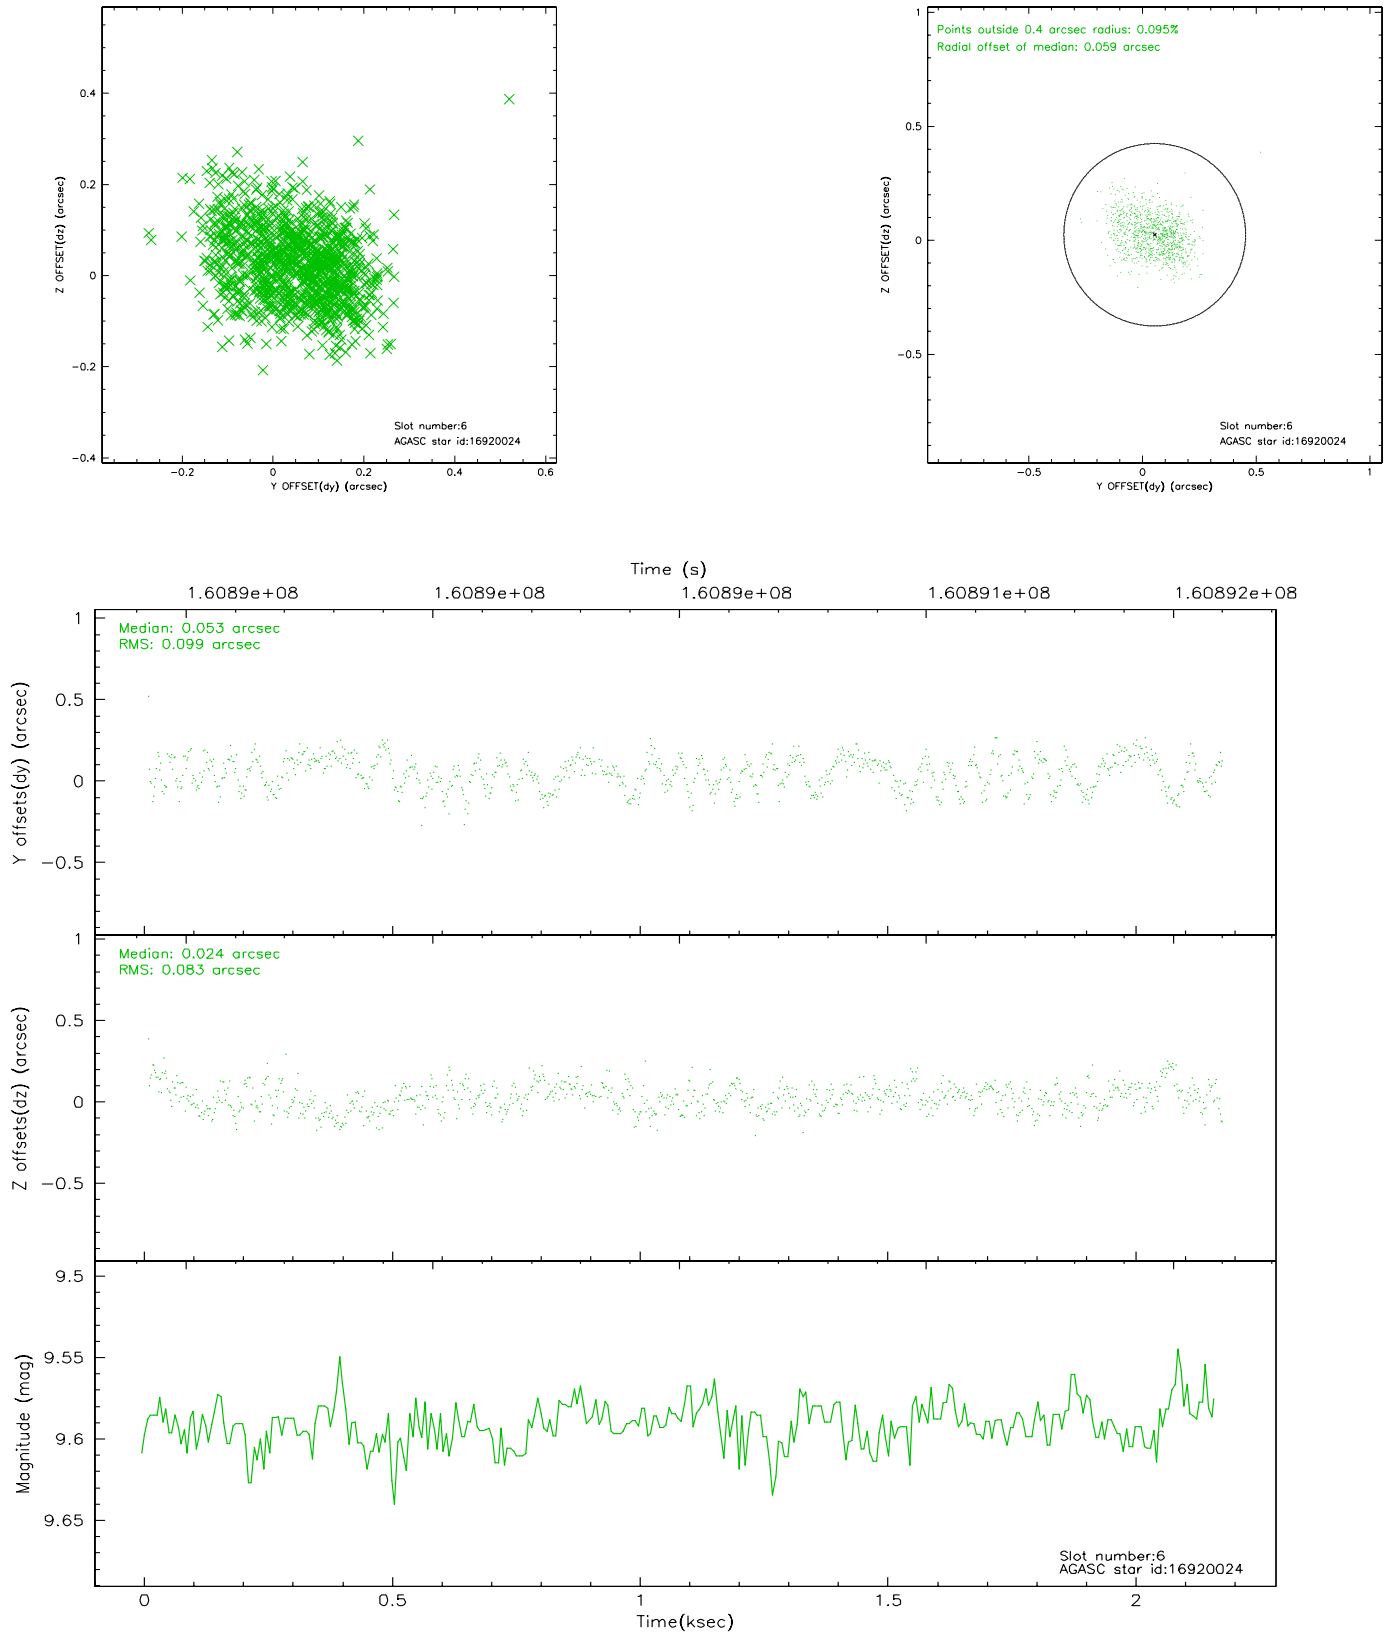 0.4
0.2
0
−0.2
−0.4
Z OFFSET(dz) (arcsec)
Slot number:6
AGASC star id:16920024
−0.2 0 0.2 0.4 0.6
Y OFFSET(dy) (arcsec)
Points outside 0.4 arcsec radius: 0.095%
Radial offset of median: 0.059 arcsec
1
0.5
0
−0.5
Z OFFSET(dz) (arcsec)
Slot number:6
AGASC star id:16920024
−0.5 0 0.5 1
Y OFFSET(dy) (arcsec)
Time (s)
1.6089e+08 1.6089e+08 1.6089e+08 1.60891e+08 1.60892e+08
Median: 0.053 arcsec
RMS: 0.099 arcsec
1
0.5
0
−0.5
Y offsets(dy) (arcsec)
Median: 0.024 arcsec
RMS: 0.083 arcsec
1
0.5
0
−0.5
Z offsets(dz) (arcsec)
9.5
9.55
9.6
9.65
Magnitude (mag)
Slot number:6
AGASC star id:16920024
0 0.5 1 1.5 2
Time(ksec)